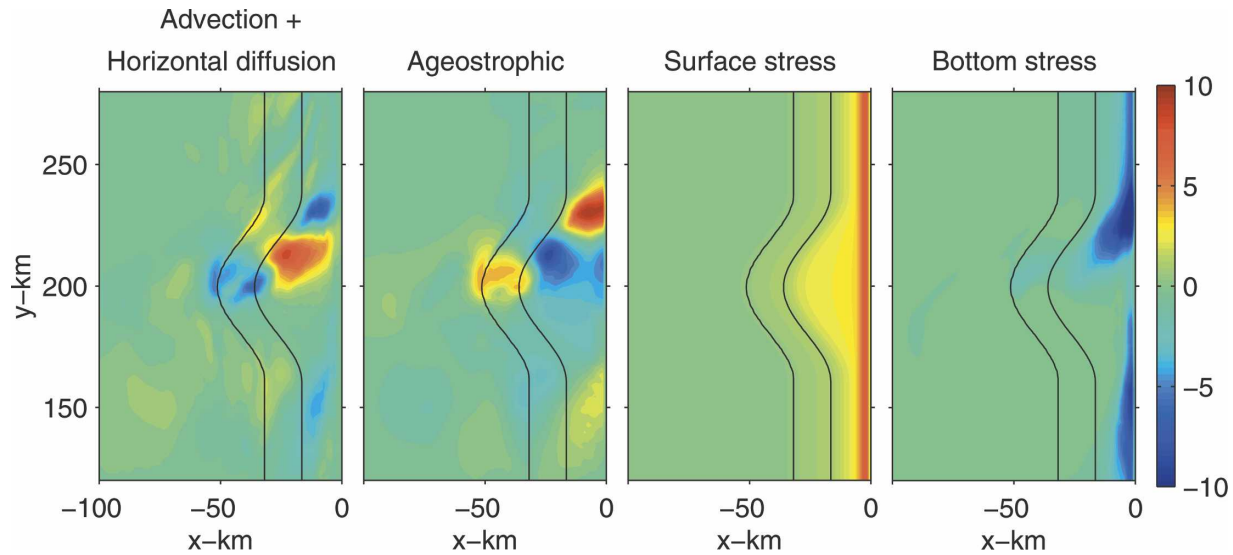 Advection +
Horizontal diffusion
Ageostrophic
Surface stress
Bottom stress
250
200
150
y−km
−100
−50
0
−50
0
−50
0
−50
0
x−km
x−km
x−km
x−km
10
5
0
−5
−10